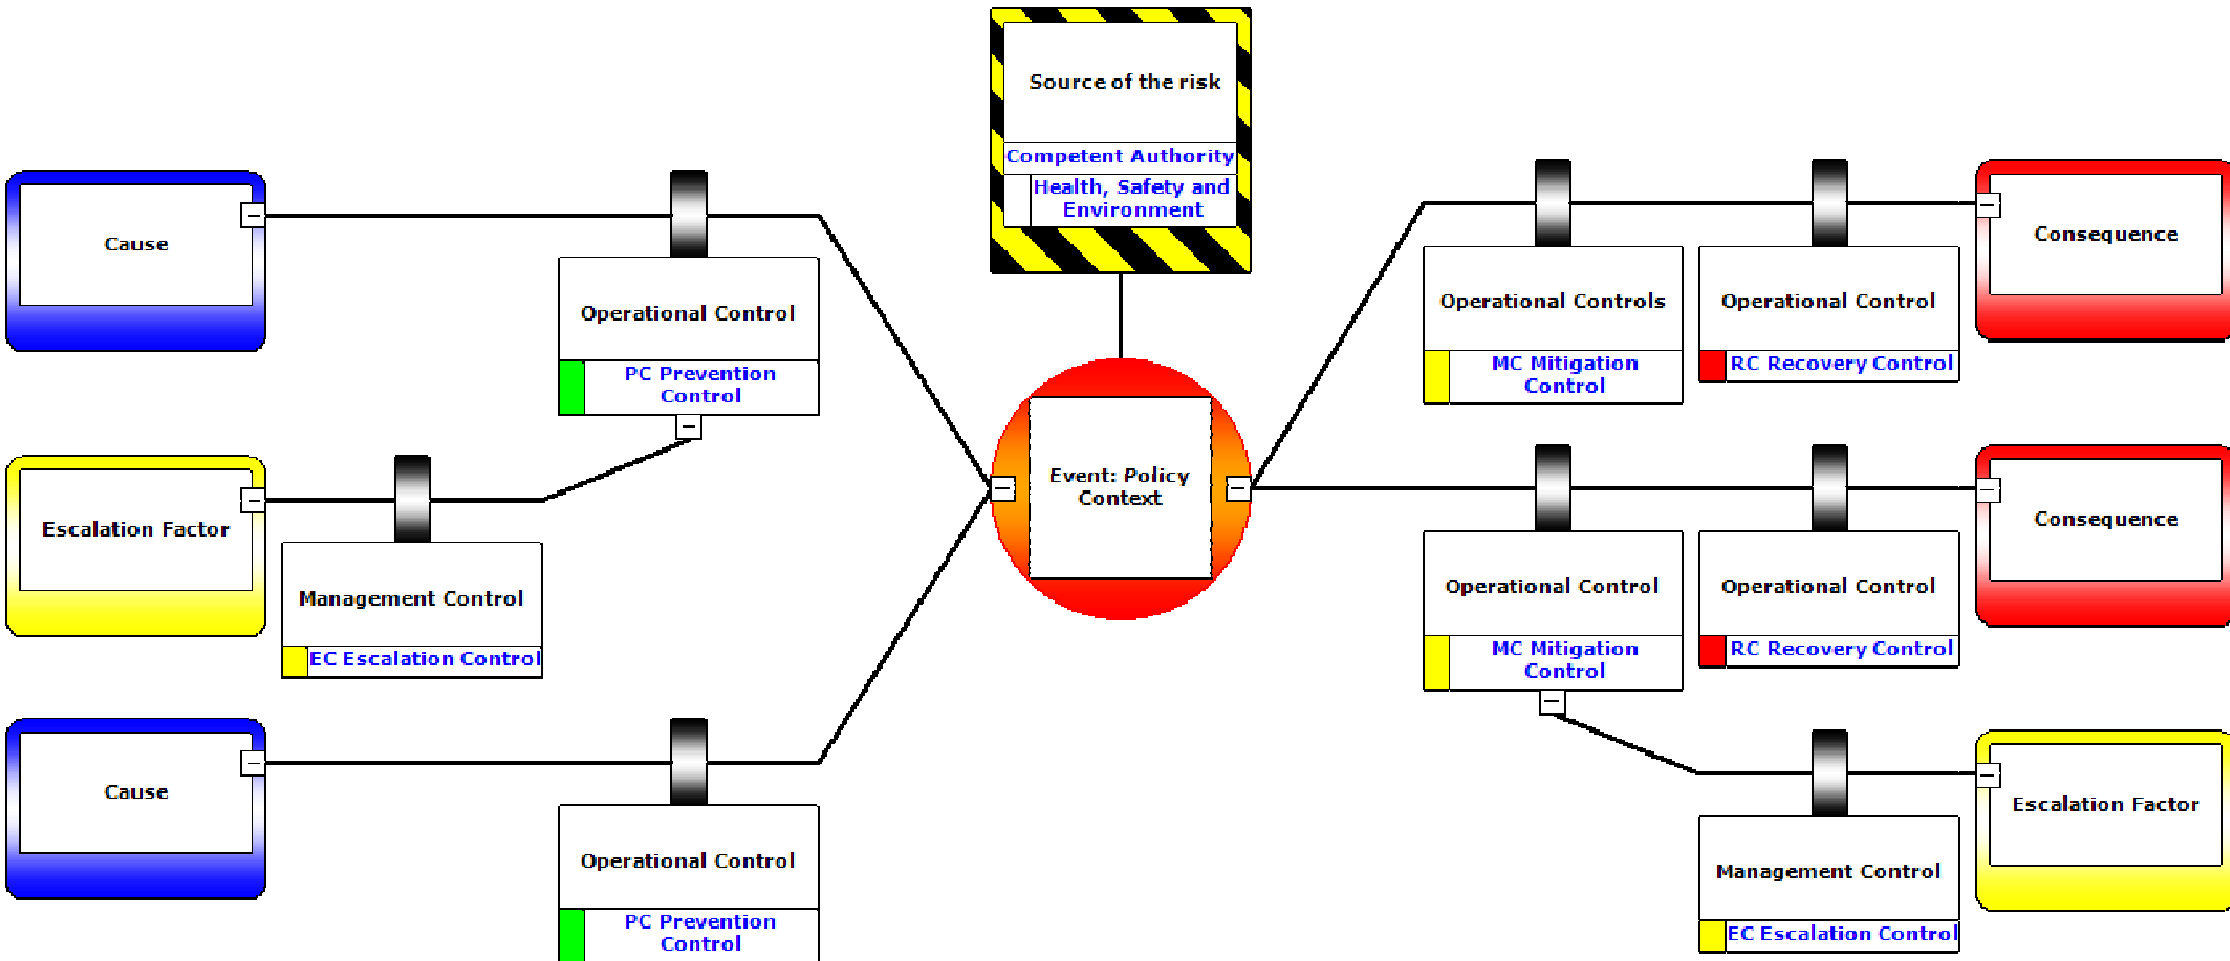 Source of the risk
Competent Authority
Health, Safety and
Environment
Cause
Operational Control
PC Prevention
Control
Escalation Factor
Management Control
EC Escalation Control
Cause
Operational Control
PC Prevention
Control
Event: Policy
Context
Operational Controls
MC Mitigation
Control
Operational Control
RC Recovery Control
Consequence
Operational Control
MC Mitigation
Control
Operational Control
RC Recovery Control
Consequence
Management Control
EC Escalation Control
Escalation Factor